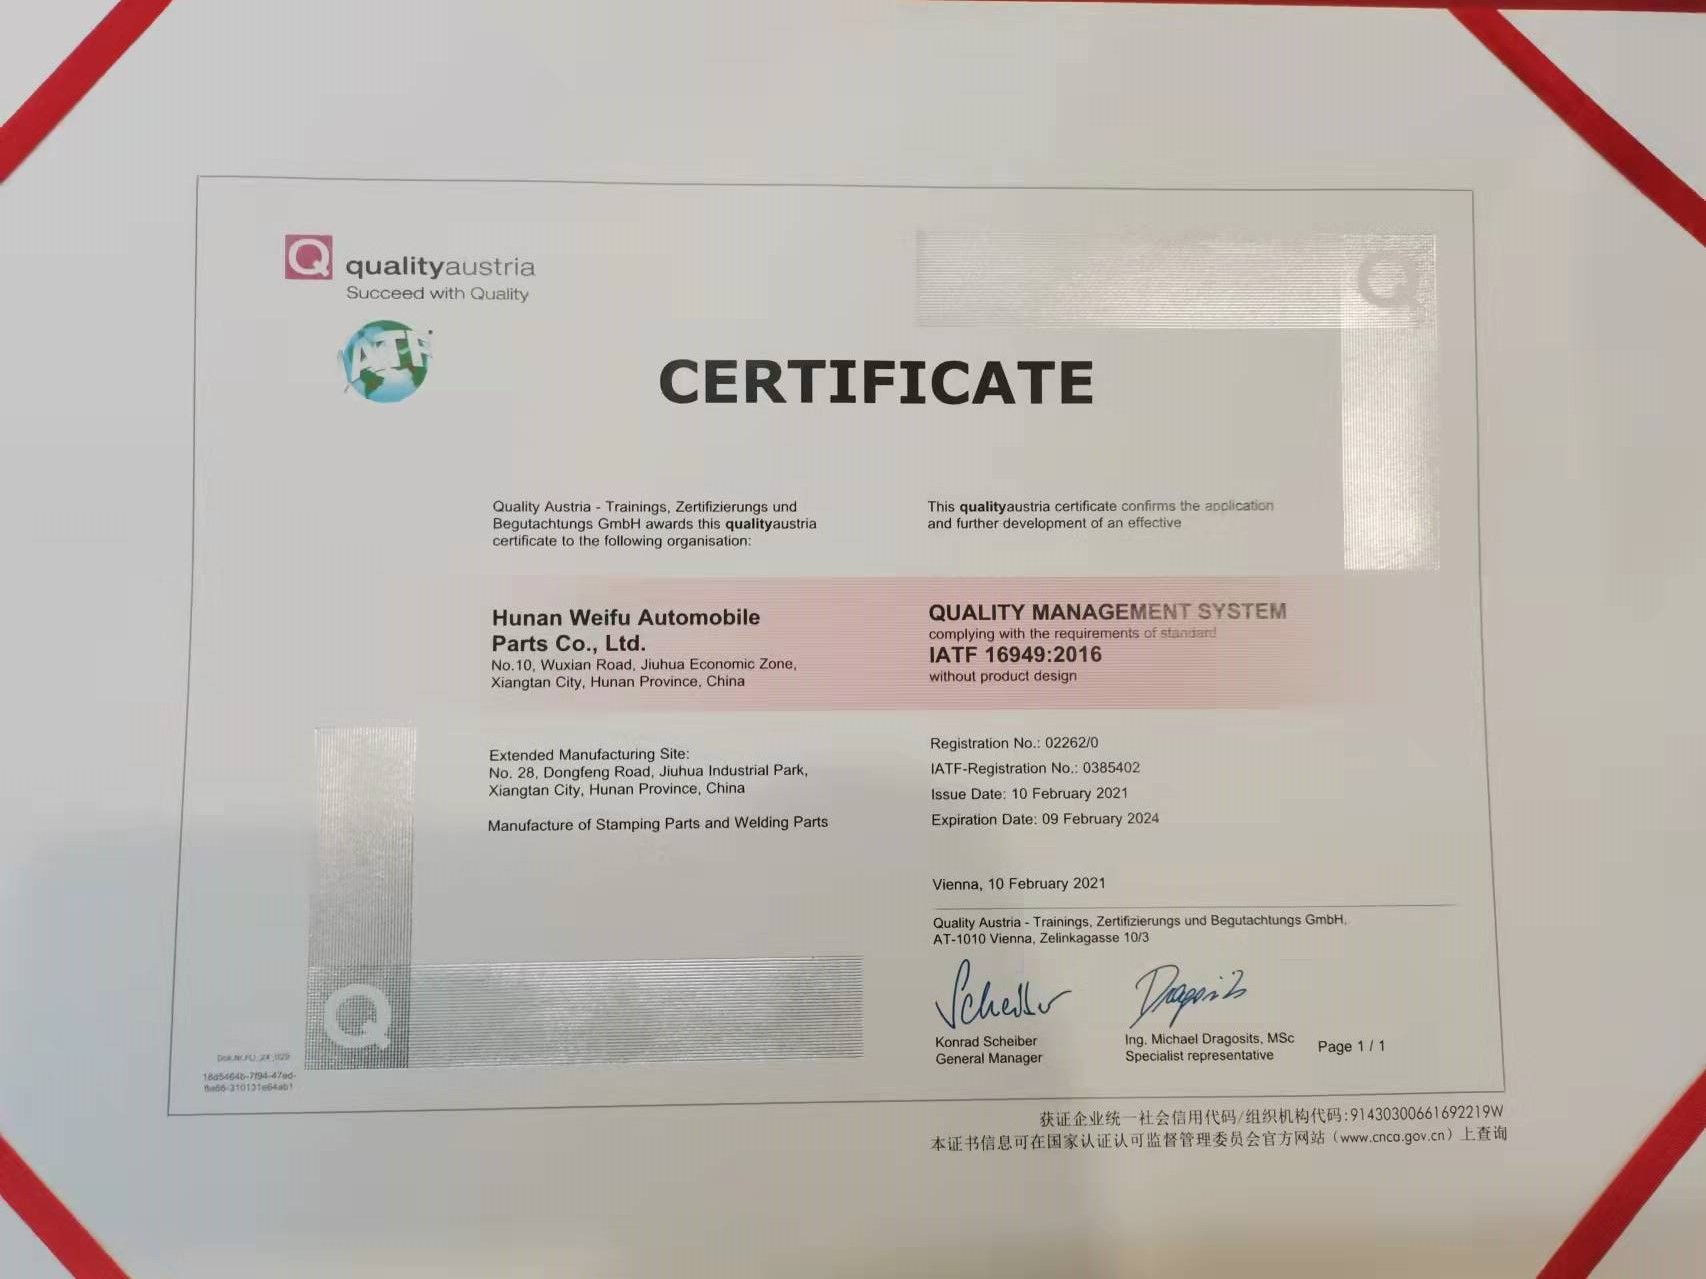 Q qualityaustria
Succeed with Quality
IATF
CERTIFICATE
Quality Austria - Trainings, Zertifizierungs und
Begutachtungs GmbH awards this qualityaustria
certificate to the following organisation:
This qualityaustria certificate confirms the application
and further development of an effective
Hunan Weifu Automobile
Parts Co., Ltd.
No.10, Wuxian Road, Jiuhua Economic Zone,
Xiangtan City, Hunan Province, China
QUALITY MANAGEMENT SYSTEM
complying with the requirements of standard
IATF 16949:2016
without product design
Extended Manufacturing Site:
No. 28, Dongfeng Road, Jiuhua Industrial Park,
Xiangtan City, Hunan Province, China
Manufacture of Stamping Parts and Welding Parts
Registration No.: 02262/0
IATF-Registration No.: 0385402
Issue Date: 10 February 2021
Expiration Date: 09 February 2024
Vienna, 10 February 2021
Quality Austria - Trainings, Zertifizierungs und Begutachtungs GmbH,
AT-1010 Vienna, Zelinkagasse 10/3
Konrad Scheiber
General Manager
Ing. Michael Dragosits, MSc
Specialist representative
Page 1 / 1
获证企业统一社会信用代码/组织机构代码:91430300661692219W
本证书信息可在国家认证认可监督管理委员会官方网站（www.cnca.gov.cn）上查询